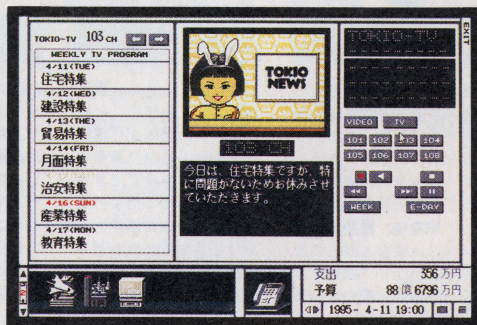 TOKIO-TV 103 CH
WEEKLY TV PROGRAM
4/11(TUE)
住宅特集
4/12(WED)
建設特集
4/13(THE)
貿易特集
4/14(FRI)
月面特集
治安特集
4/16(SUN)
産業特集
4/17(MON)
教育特集
TOKIO
NEWS
103 CH
今日は、住宅特集ですが、特
に問題がないためお休みさせ
ていただきます。
EXIT
TOKIO-TV
VIDEO TV
101 102 103 104
105 106 107 108
WEEK E-DAY
支出 356 万円
予算 88 億 6796 万円
1995- 4-11 19:00